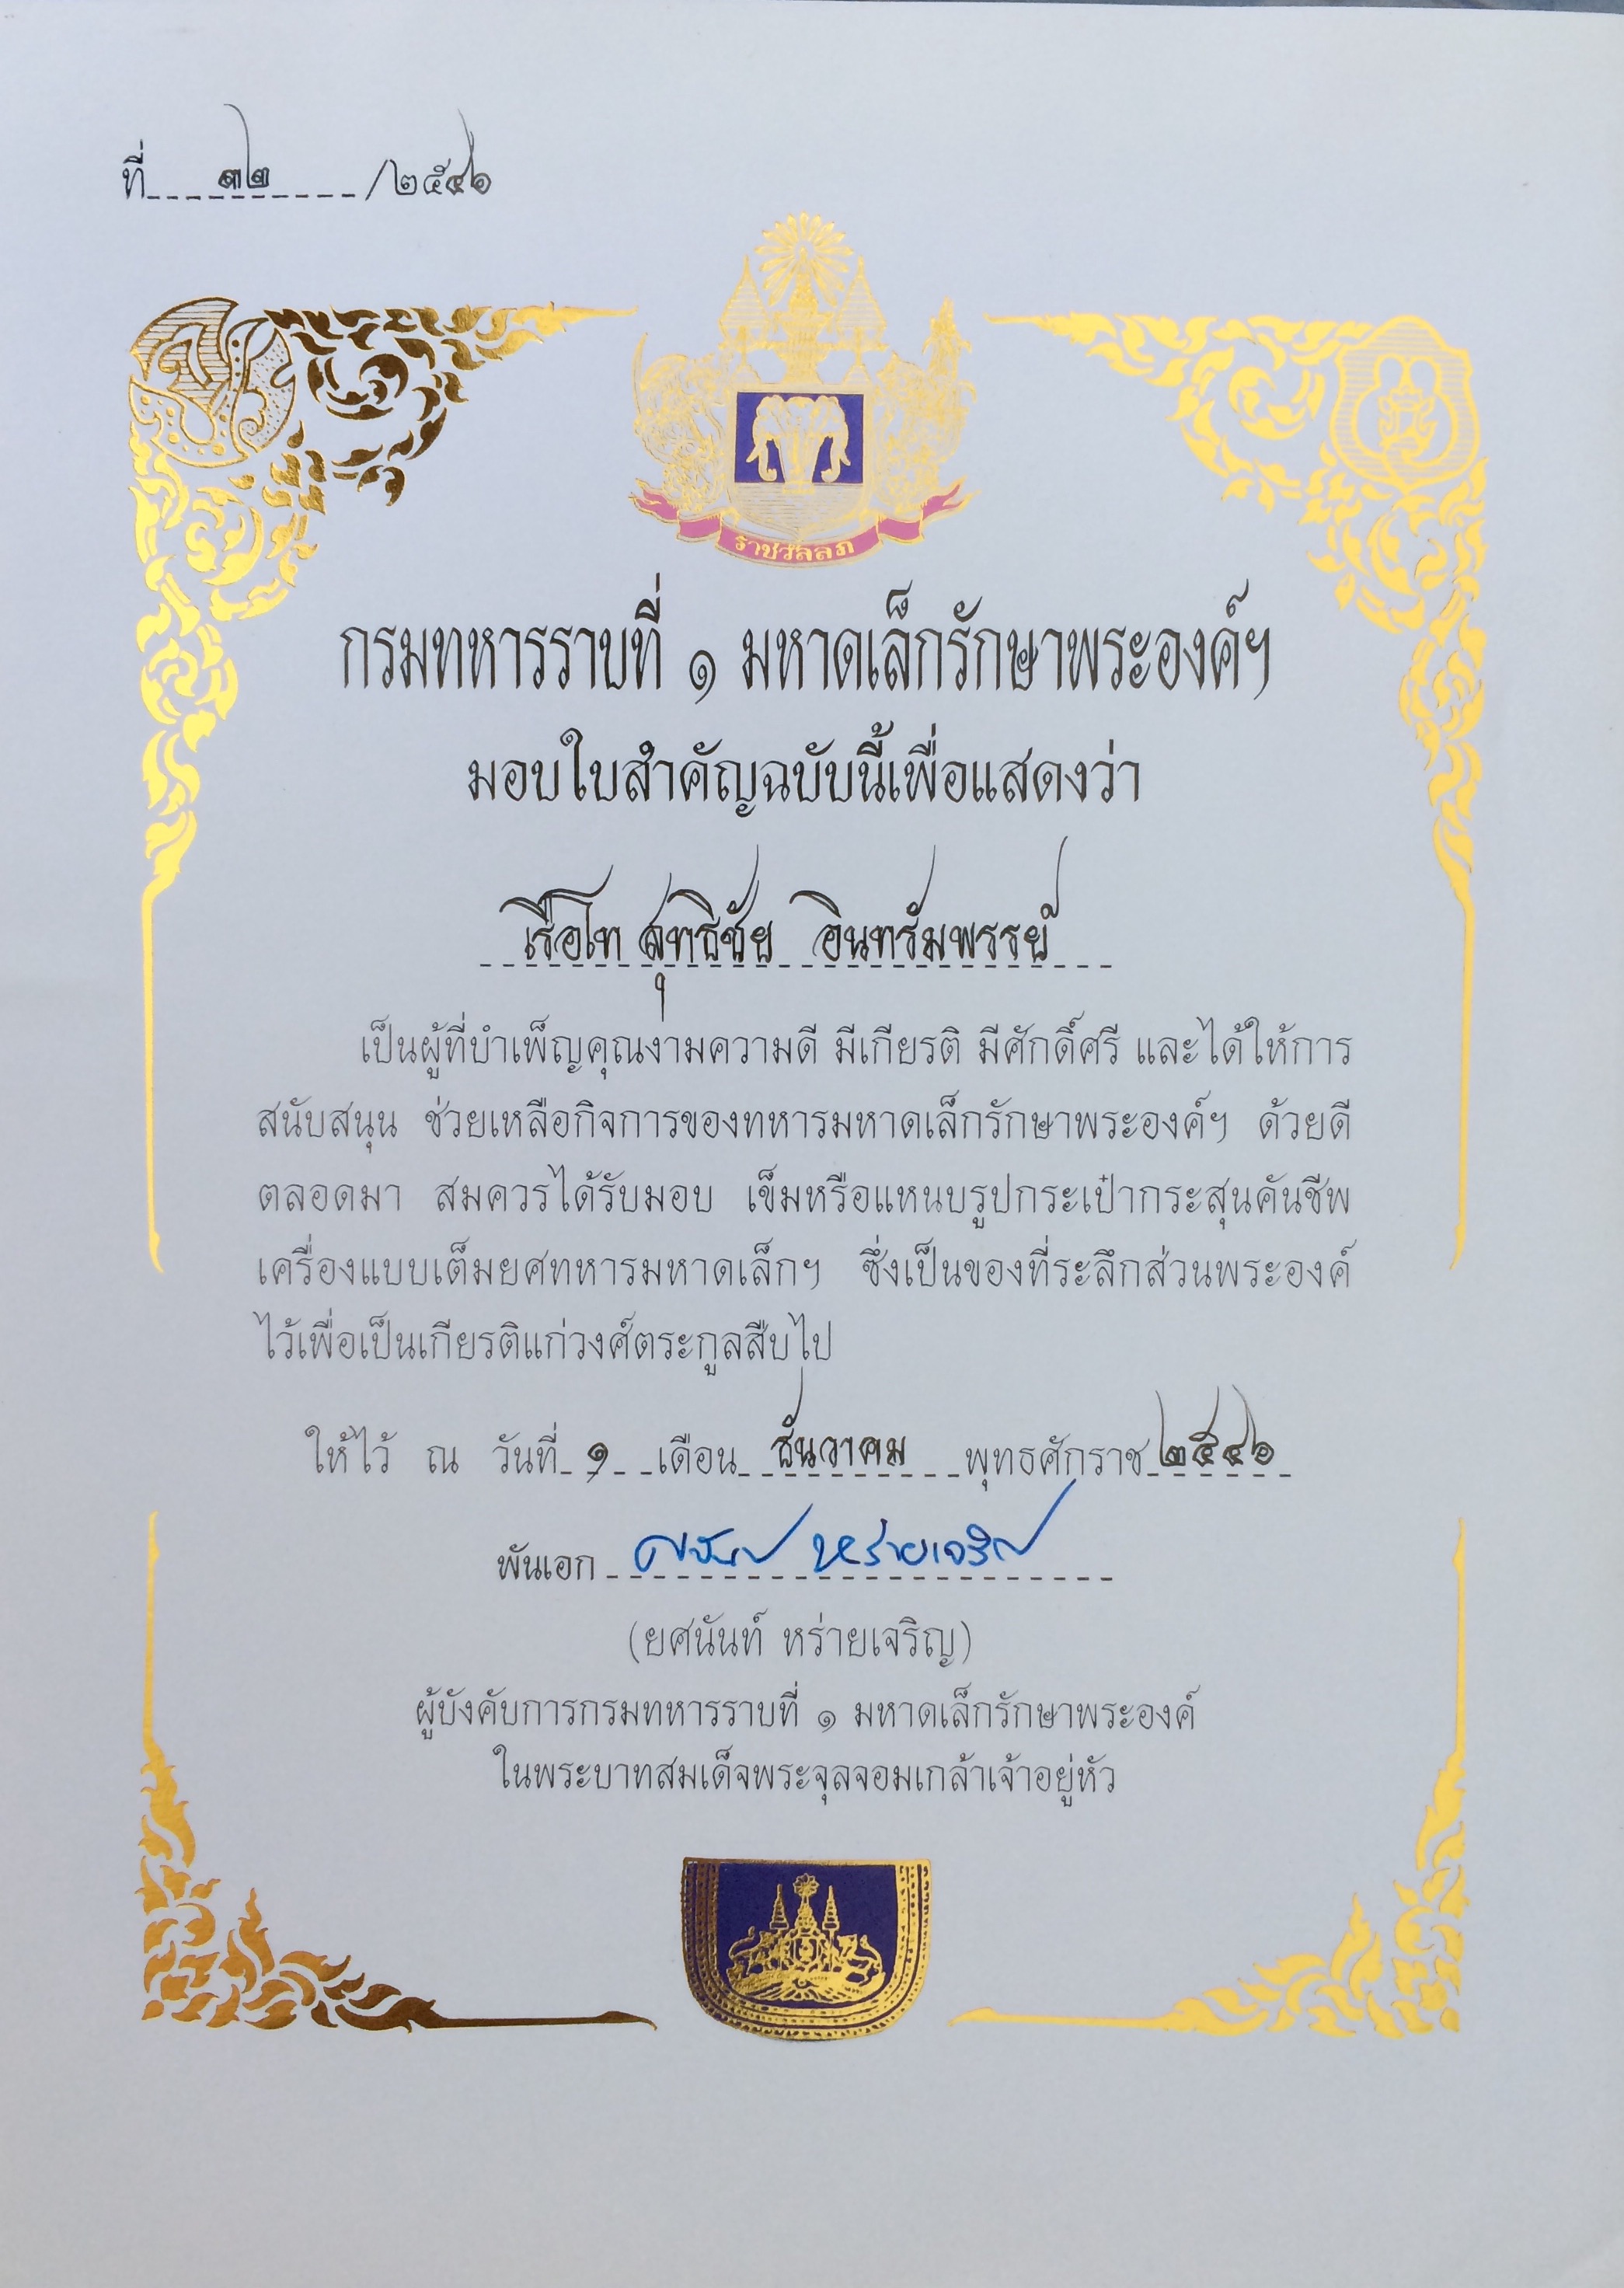 ที่ ๓๒ /๒๕๔๖
ราชวัลลภ
กรมทหารราบที่ ๑ มหาดเล็กรักษาพระองค์ฯ
มอบใบสำคัญฉบับนี้เพื่อแสดงว่า
เรือโท สุทธิชัย อินทรัมพรรย์
เป็นผู้ที่บำเพ็ญคุณงามความดี มีเกียรติ มีศักดิ์ศรี และได้ให้การ
สนับสนุน ช่วยเหลือกิจการของทหารมหาดเล็กรักษาพระองค์ฯ ด้วยดี
ตลอดมา สมควรได้รับมอบ เข็มหรือแหนบรูปกระเป๋ากระสุนคันชีพ
เครื่องแบบเต็มยศทหารมหาดเล็กฯ ซึ่งเป็นของที่ระลึกส่วนพระองค์
ไว้เพื่อเป็นเกียรติแก่วงศ์ตระกูลสืบไป
ให้ไว้ ณ วันที่ ๑ เดือน ธันวาคม พุทธศักราช ๒๕๔๖
พันเอก ยศนันท์ หร่ายเจริญ
(ยศนันท์ หร่ายเจริญ)
ผู้บังคับการกรมทหารราบที่ ๑ มหาดเล็กรักษาพระองค์
ในพระบาทสมเด็จพระจุลจอมเกล้าเจ้าอยู่หัว